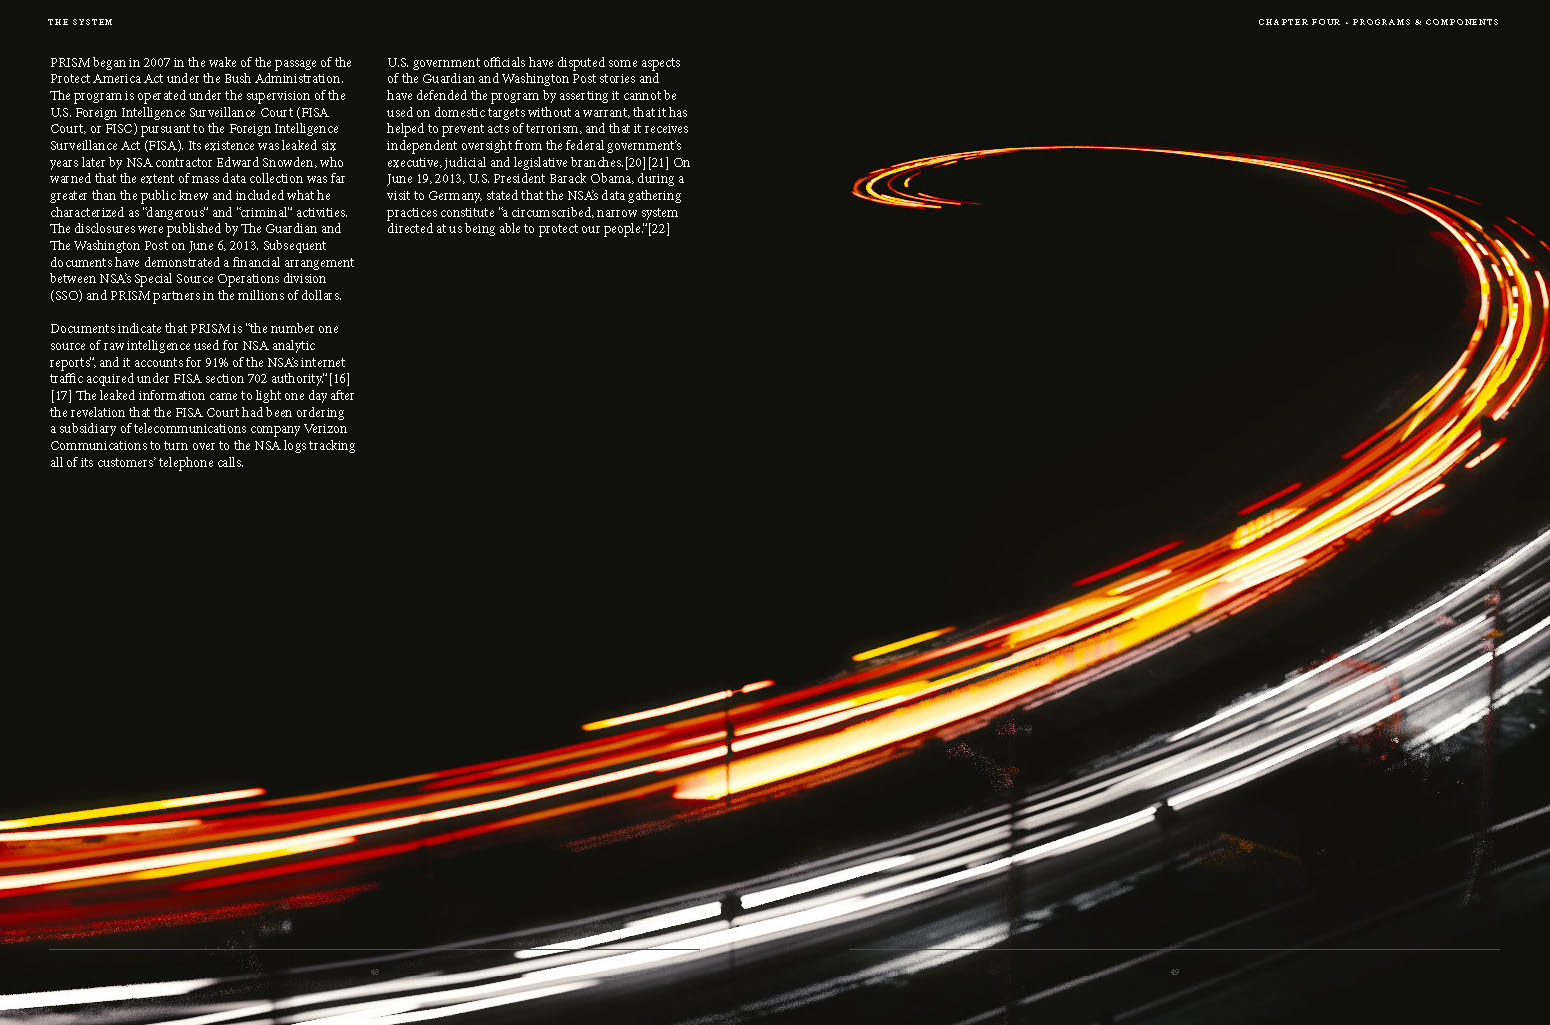 THE SYSTEM
CHAPTER FOUR - PROGRAMS & COMPONENTS
PRISM began in 2007 in the wake of the passage of the
Protect America Act under the Bush Administration.
The program is operated under the supervision of the
U.S. Foreign Intelligence Surveillance Court (FISA
Court, or FISC) pursuant to the Foreign Intelligence
Surveillance Act (FISA). Its existence was leaked six
years later by NSA contractor Edward Snowden, who
warned that the extent of mass data collection was far
greater than the public knew and included what he
characterized as "dangerous" and "criminal" activities.
The disclosures were published by The Guardian and
The Washington Post on June 6, 2013. Subsequent
documents have demonstrated a financial arrangement
between NSA's Special Source Operations division
(SSO) and PRISM partners in the millions of dollars.
Documents indicate that PRISM is "the number one
source of raw intelligence used for NSA analytic
reports", and it accounts for 91% of the NSA's internet
traffic acquired under FISA section 702 authority."[16]
[17] The leaked information came to light one day after
the revelation that the FISA Court had been ordering
a subsidiary of telecommunications company Verizon
Communications to turn over to the NSA logs tracking
all of its customers' telephone calls.
U.S. government officials have disputed some aspects
of the Guardian and Washington Post stories and
have defended the program by asserting it cannot be
used on domestic targets without a warrant, that it has
helped to prevent acts of terrorism, and that it receives
independent oversight from the federal government's
executive, judicial and legislative branches.[20][21] On
June 19, 2013, U.S. President Barack Obama, during a
visit to Germany, stated that the NSA's data gathering
practices constitute "a circumscribed, narrow system
directed at us being able to protect our people."[22]
48
49